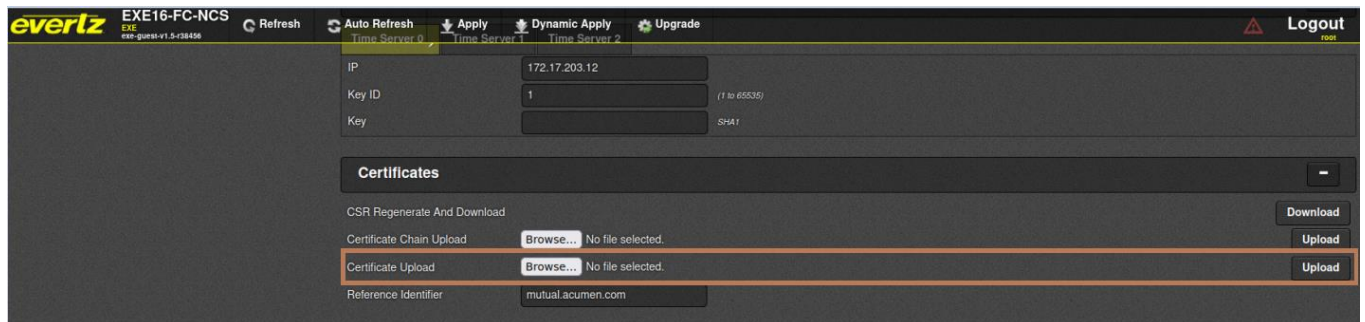 evertz EXE16-FC-NCS Refresh Auto Refresh Apply Dynamic Apply Upgrade Logout
EXE
exe-guest-v1.5-r38456 root
Time Server 0 Time Server 1 Time Server 2
IP 172.17.203.12
Key ID 1 (1 to 65535)
Key SHA1
Certificates -
CSR Regenerate And Download Download
Certificate Chain Upload Browse... No file selected. Upload
Certificate Upload Browse... No file selected. Upload
Reference Identifier mutual.acumen.com